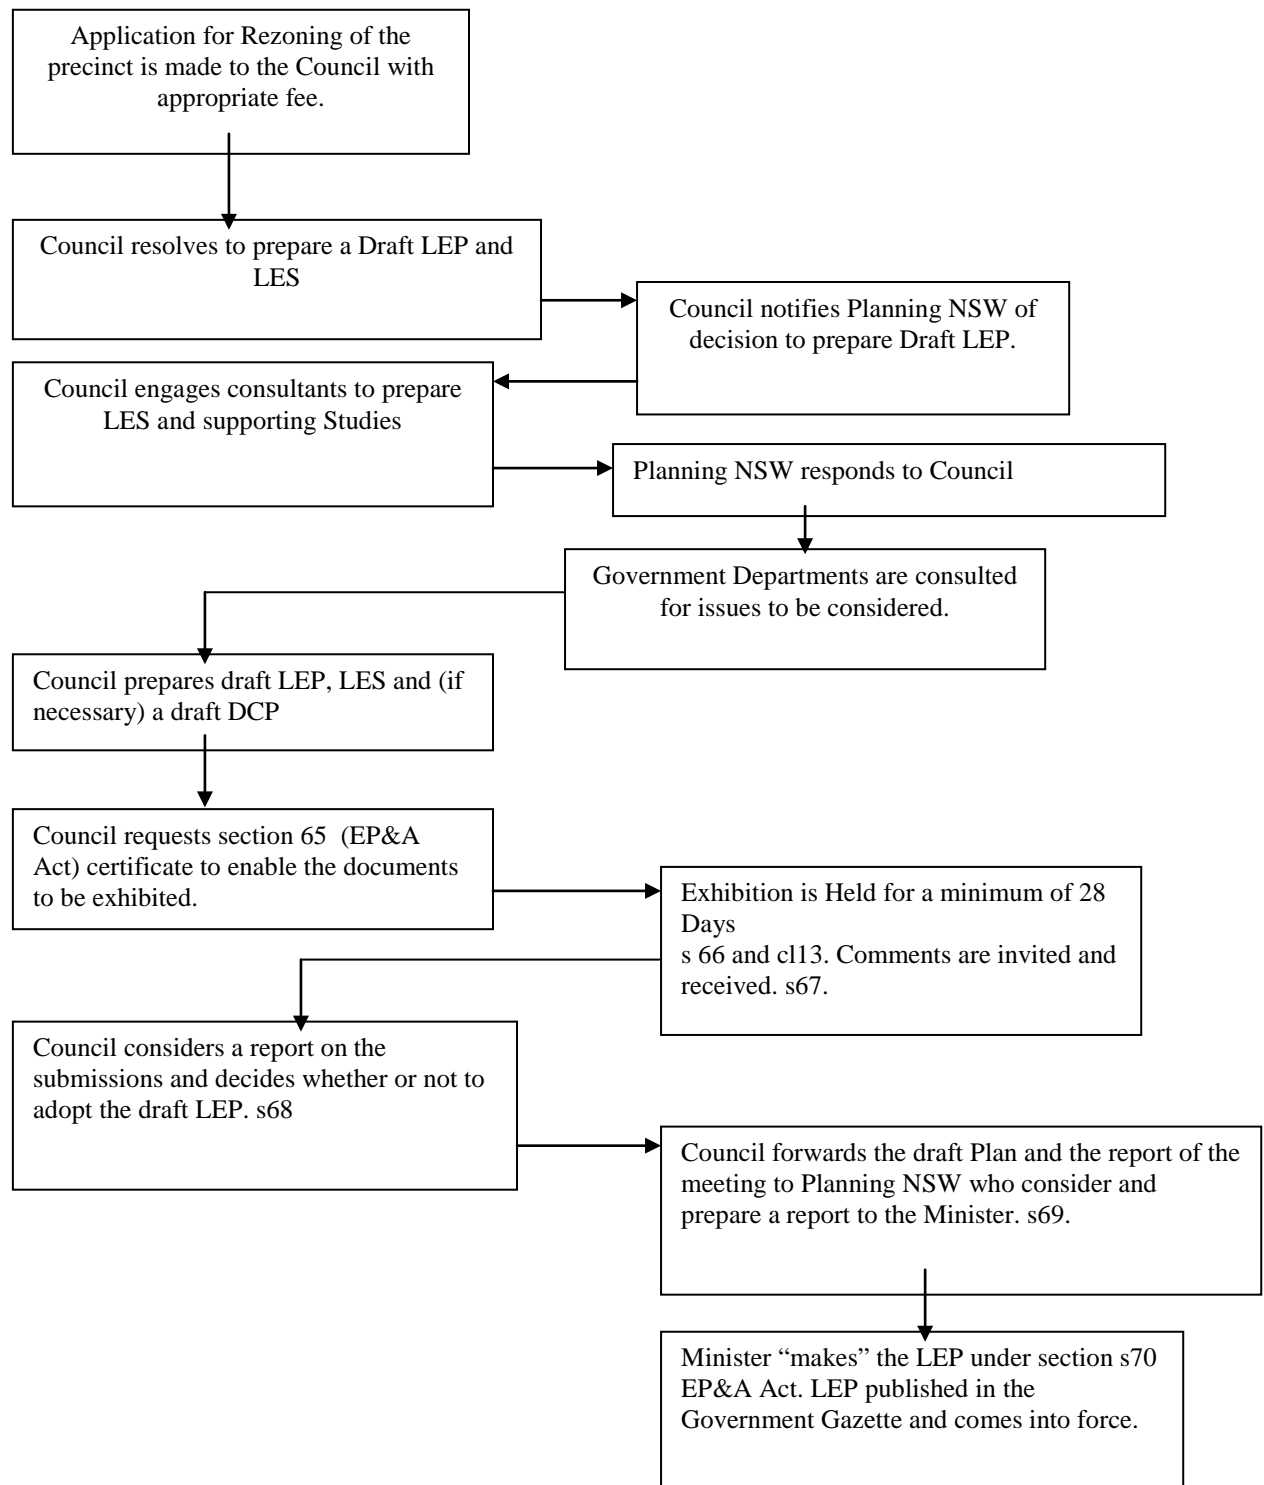 Application for Rezoning of the
precinct is made to the Council with
appropriate fee.
Council resolves to prepare a Draft LEP and
LES
Council notifies Planning NSW of
decision to prepare Draft LEP.
Council engages consultants to prepare
LES and supporting Studies
Planning NSW responds to Council
Government Departments are consulted
for issues to be considered.
Council prepares draft LEP, LES and (if
necessary) a draft DCP
Council requests section 65  (EP&A
Act) certificate to enable the documents
to be exhibited.
Exhibition is Held for a minimum of 28
Days
s 66 and cl13. Comments are invited and
received. s67.
Council considers a report on the
submissions and decides whether or not to
adopt the draft LEP. s68
Council forwards the draft Plan and the report of the
meeting to Planning NSW who consider and
prepare a report to the Minister. s69.
Minister “makes” the LEP under section s70
EP&A Act. LEP published in the
Government Gazette and comes into force.